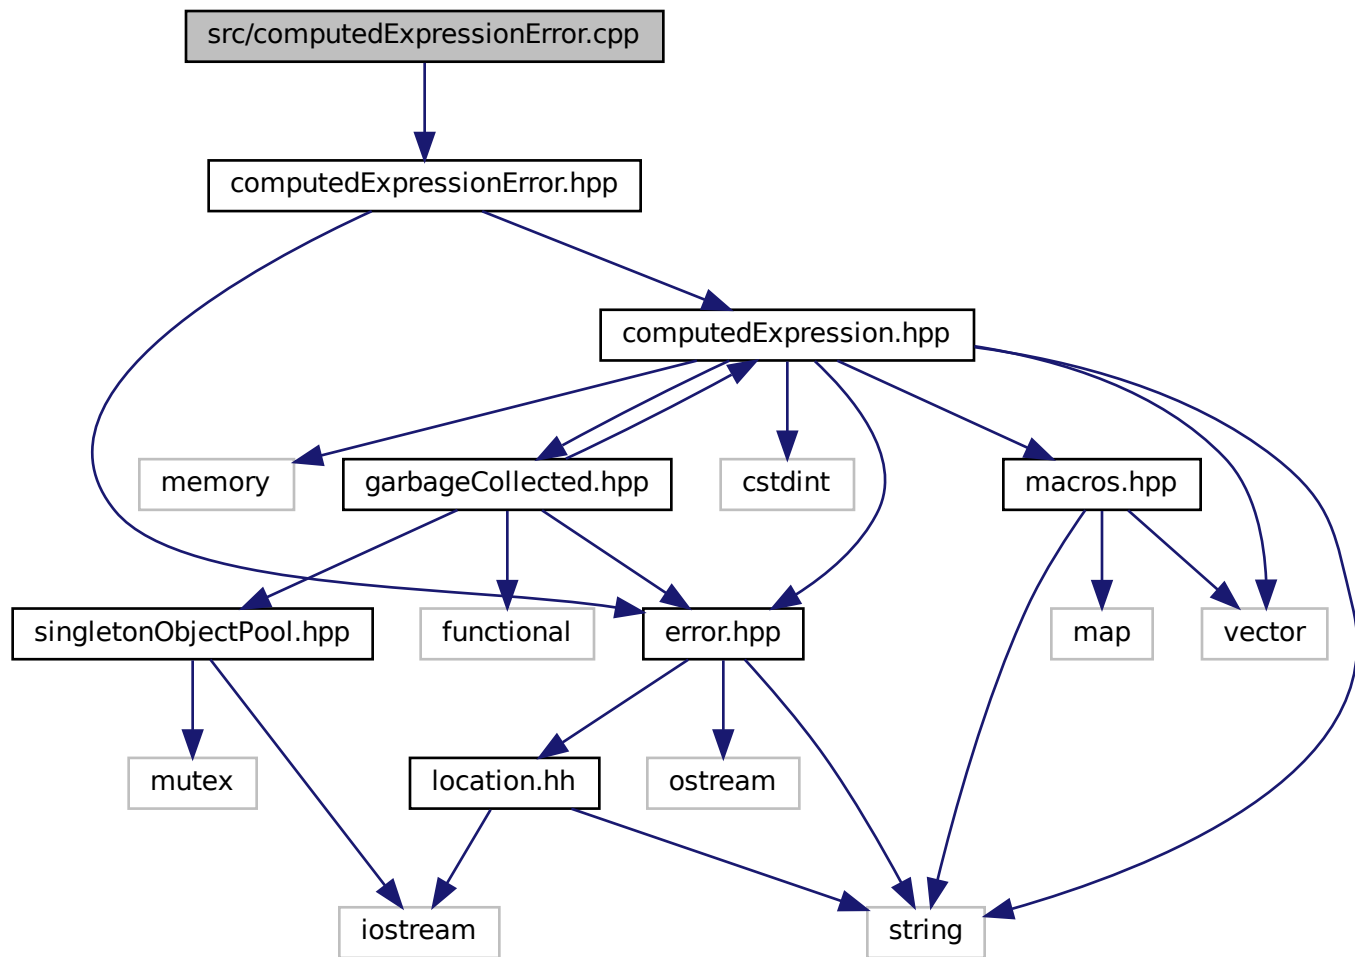 src/computedExpressionError.cpp
computedExpressionError.hpp
computedExpression.hpp
memory
garbageCollected.hpp
cstdint
macros.hpp
singletonObjectPool.hpp
functional
error.hpp
map
vector
mutex
location.hh
ostream
iostream
string